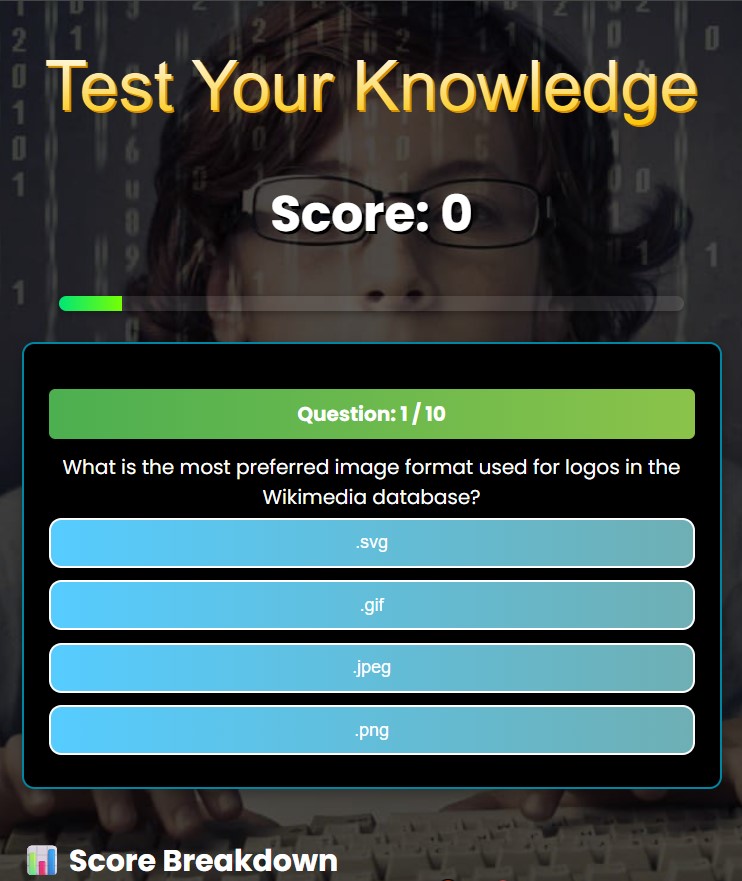 Test Your Knowledge
Score: 0
Question: 1 / 10
What is the most preferred image format used for logos in the
Wikimedia database?
.svg
.gif
.jpeg
.png
Score Breakdown